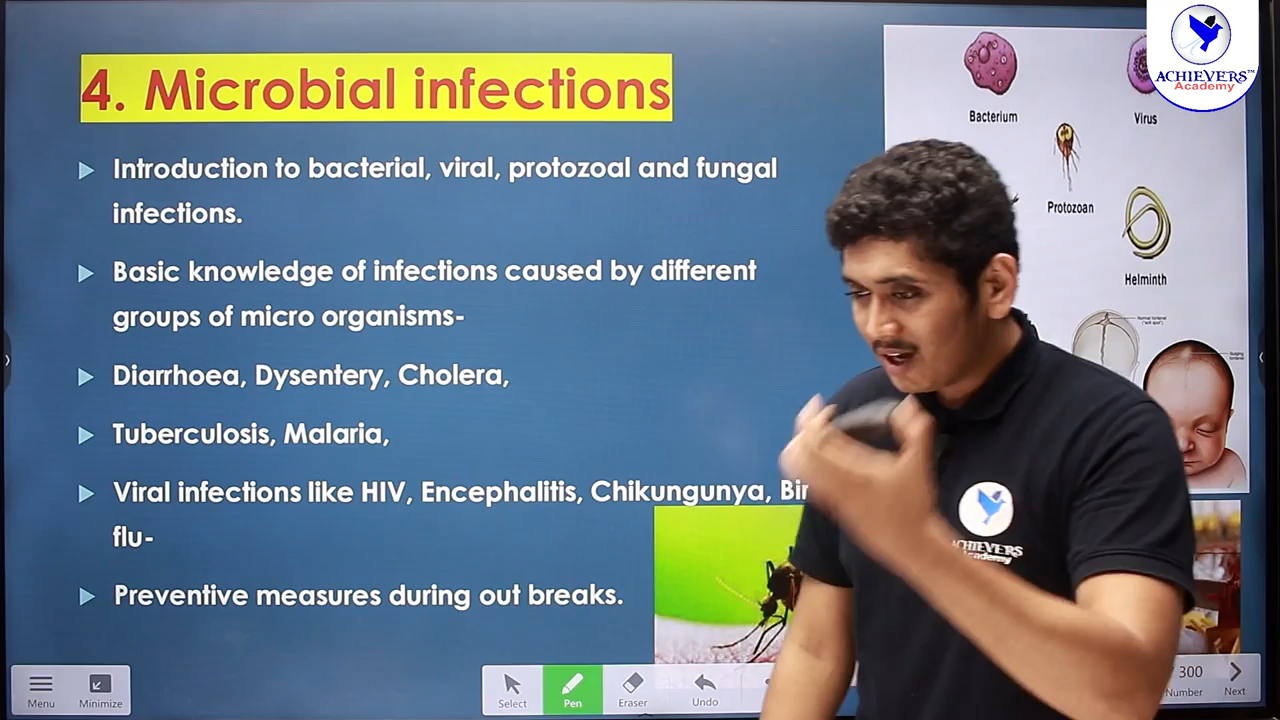 4. Microbial infections
Introduction to bacterial, viral, protozoal and fungal
infections.
Basic knowledge of infections caused by different
groups of micro organisms-
Diarrhoea, Dysentery, Cholera,
Tuberculosis, Malaria,
Viral infections like HIV, Encephalitis, Chikungunya,
flu-
Preventive measures during out breaks.
Bacterium
Virus
Protozoan
Helminth
ACHIEVERS™
Academy
ACHIEVERS
Academy
Menu
Minimize
Select
Pen
Eraser
Undo
300
Number
Next